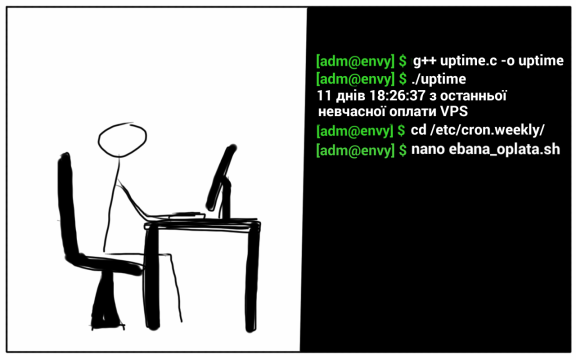 [adm@envy] $ g++ uptime.c -o uptime
[adm@envy] $ ./uptime
11 днів 18:26:37 з останньої
невчасної оплати VPS
[adm@envy] $ cd /etc/cron.weekly/
[adm@envy] $ nano ebana_oplata.sh